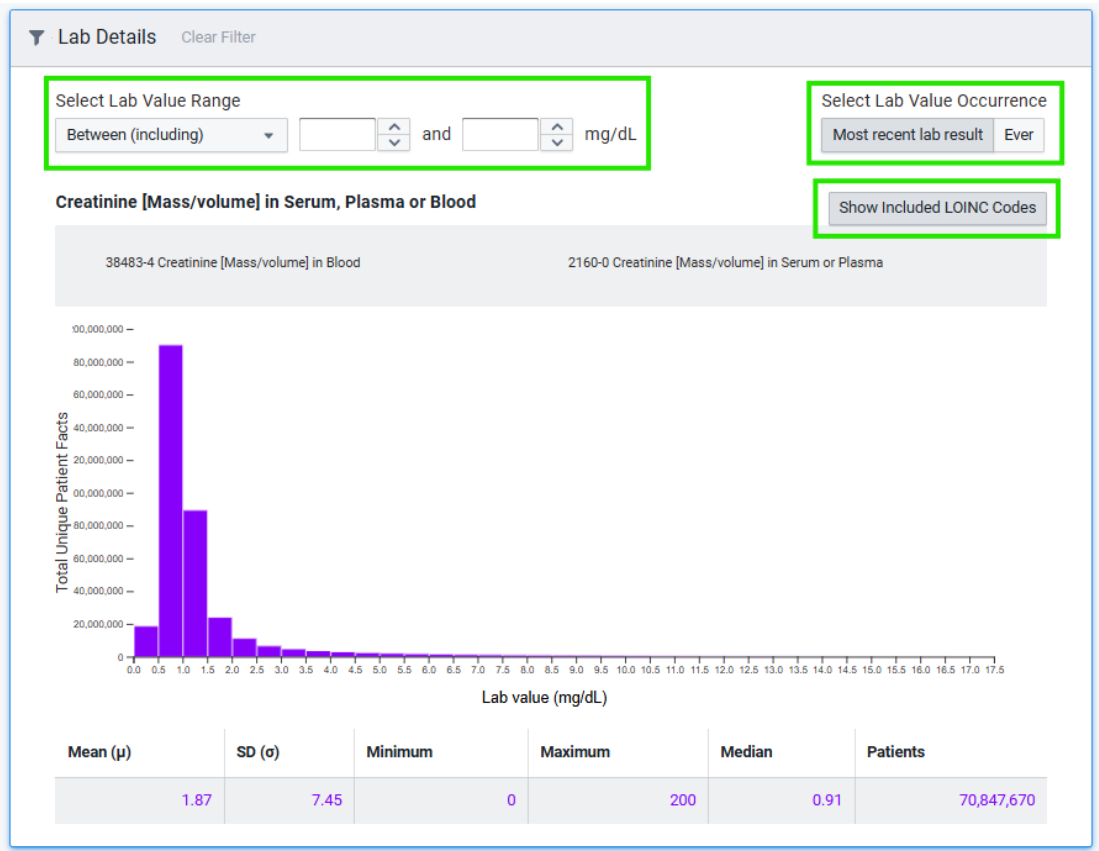 Lab Details Clear Filter
Select Lab Value Range
Select Lab Value Occurrence
Between (including) and mg/dL
Most recent lab result Ever
Creatinine [Mass/volume] in Serum, Plasma or Blood
Show Included LOINC Codes
38483-4 Creatinine [Mass/volume] in Blood
2160-0 Creatinine [Mass/volume] in Serum or Plasma
Total Unique Patient Facts
00,000,000
80,000,000
60,000,000
40,000,000
20,000,000
00,000,000
80,000,000
60,000,000
40,000,000
20,000,000
0
0.0 0.5 1.0 1.5 2.0 2.5 3.0 3.5 4.0 4.5 5.0 5.5 6.0 6.5 7.0 7.5 8.0 8.5 9.0 9.5 10.0 10.5 11.0 11.5 12.0 12.5 13.0 13.5 14.0 14.5 15.0 15.5 16.0 16.5 17.0 17.5
Lab value (mg/dL)
Mean (μ) SD (σ) Minimum Maximum Median Patients
1.87 7.45 0 200 0.91 70,847,670